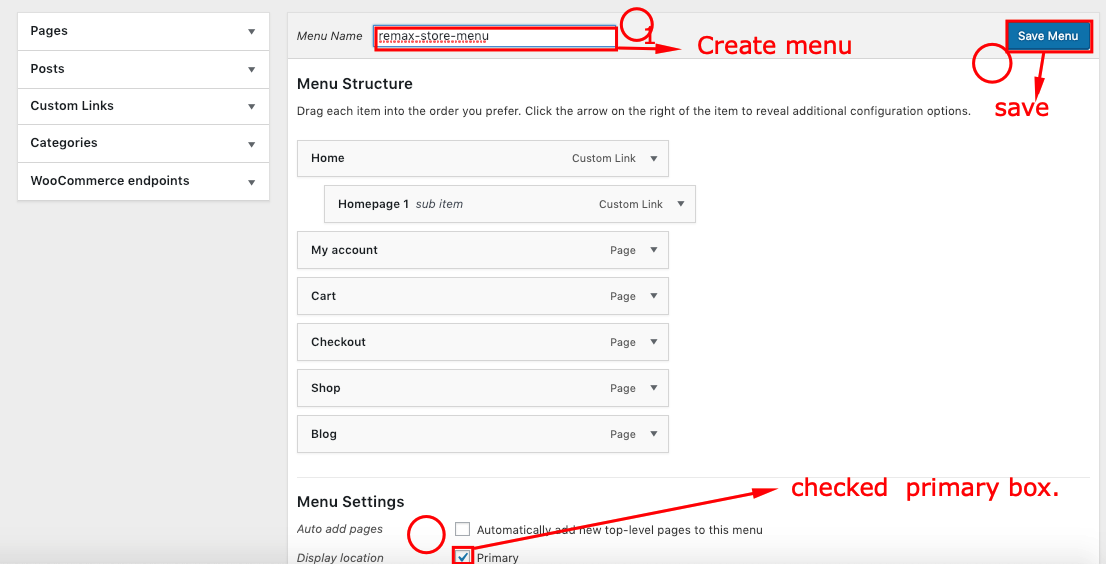 Pages
Posts
Custom Links
Categories
WooCommerce endpoints
Menu Name remax-store-menu 1 Create menu Save Menu
save
Menu Structure
Drag each item into the order you prefer. Click the arrow on the right of the item to reveal additional configuration options.
Home Custom Link
Homepage 1 sub item Custom Link
My account Page
Cart Page
Checkout Page
Shop Page
Blog Page
checked primary box.
Menu Settings
Auto add pages Automatically add new top-level pages to this menu
Display location Primary